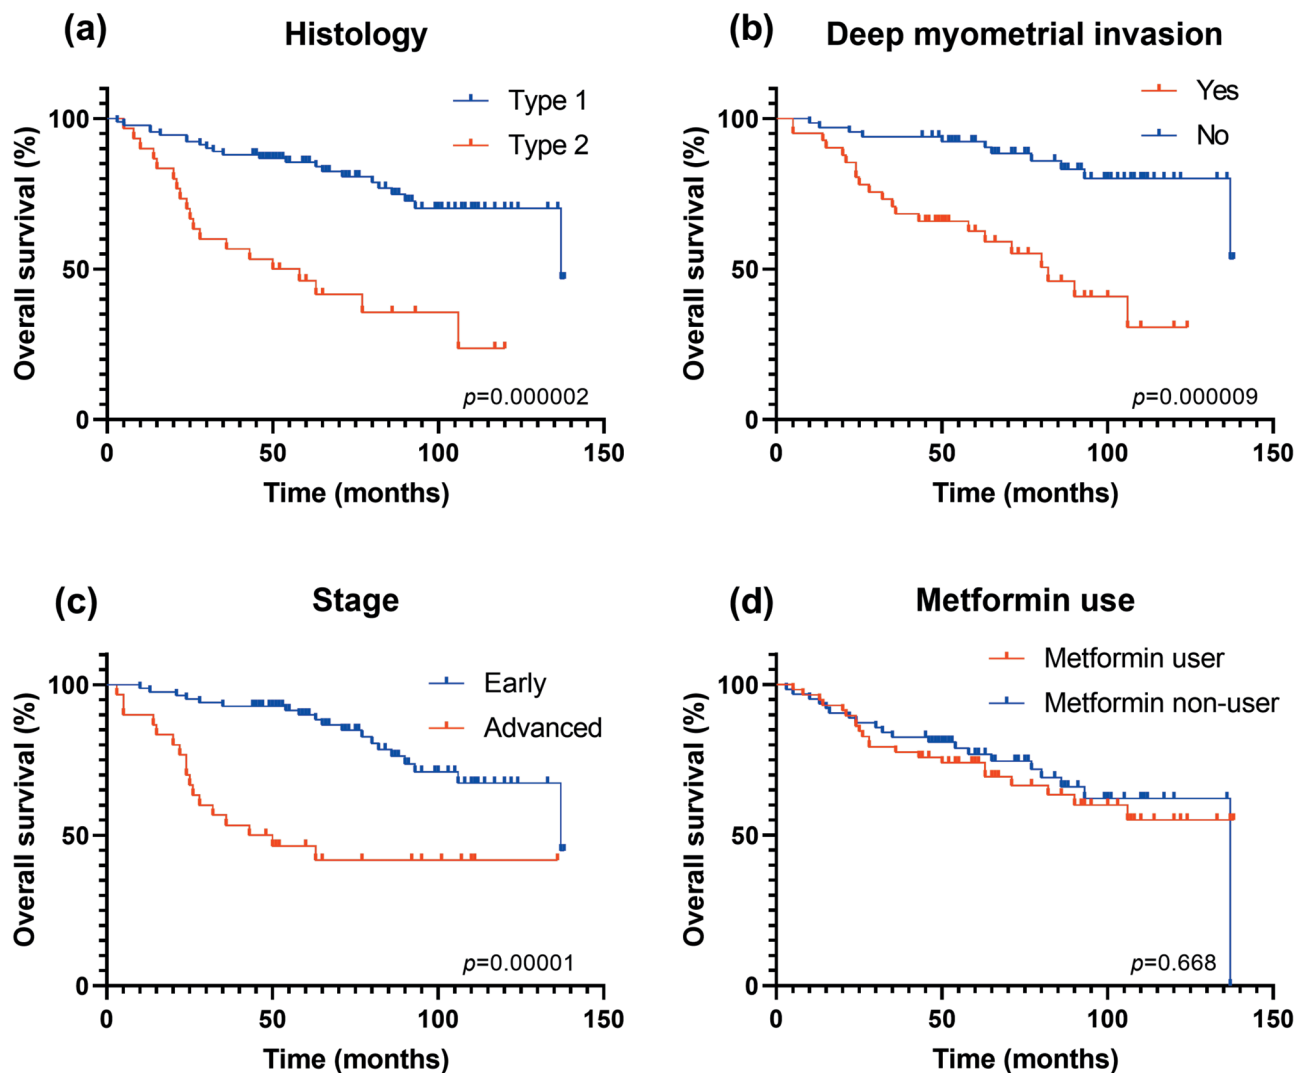 (a)
Histology
Type 1
Type 2
100
50
0
Overall survival (%)
p=0.000002
0 50 100 150
Time (months)
(b)
Deep myometrial invasion
Yes
No
100
50
0
Overall survival (%)
p=0.000009
0 50 100 150
Time (months)
(c)
Stage
Early
Advanced
100
50
0
Overall survival (%)
p=0.00001
0 50 100 150
Time (months)
(d)
Metformin use
Metformin user
Metformin non-user
100
50
0
Overall survival (%)
p=0.668
0 50 100 150
Time (months)